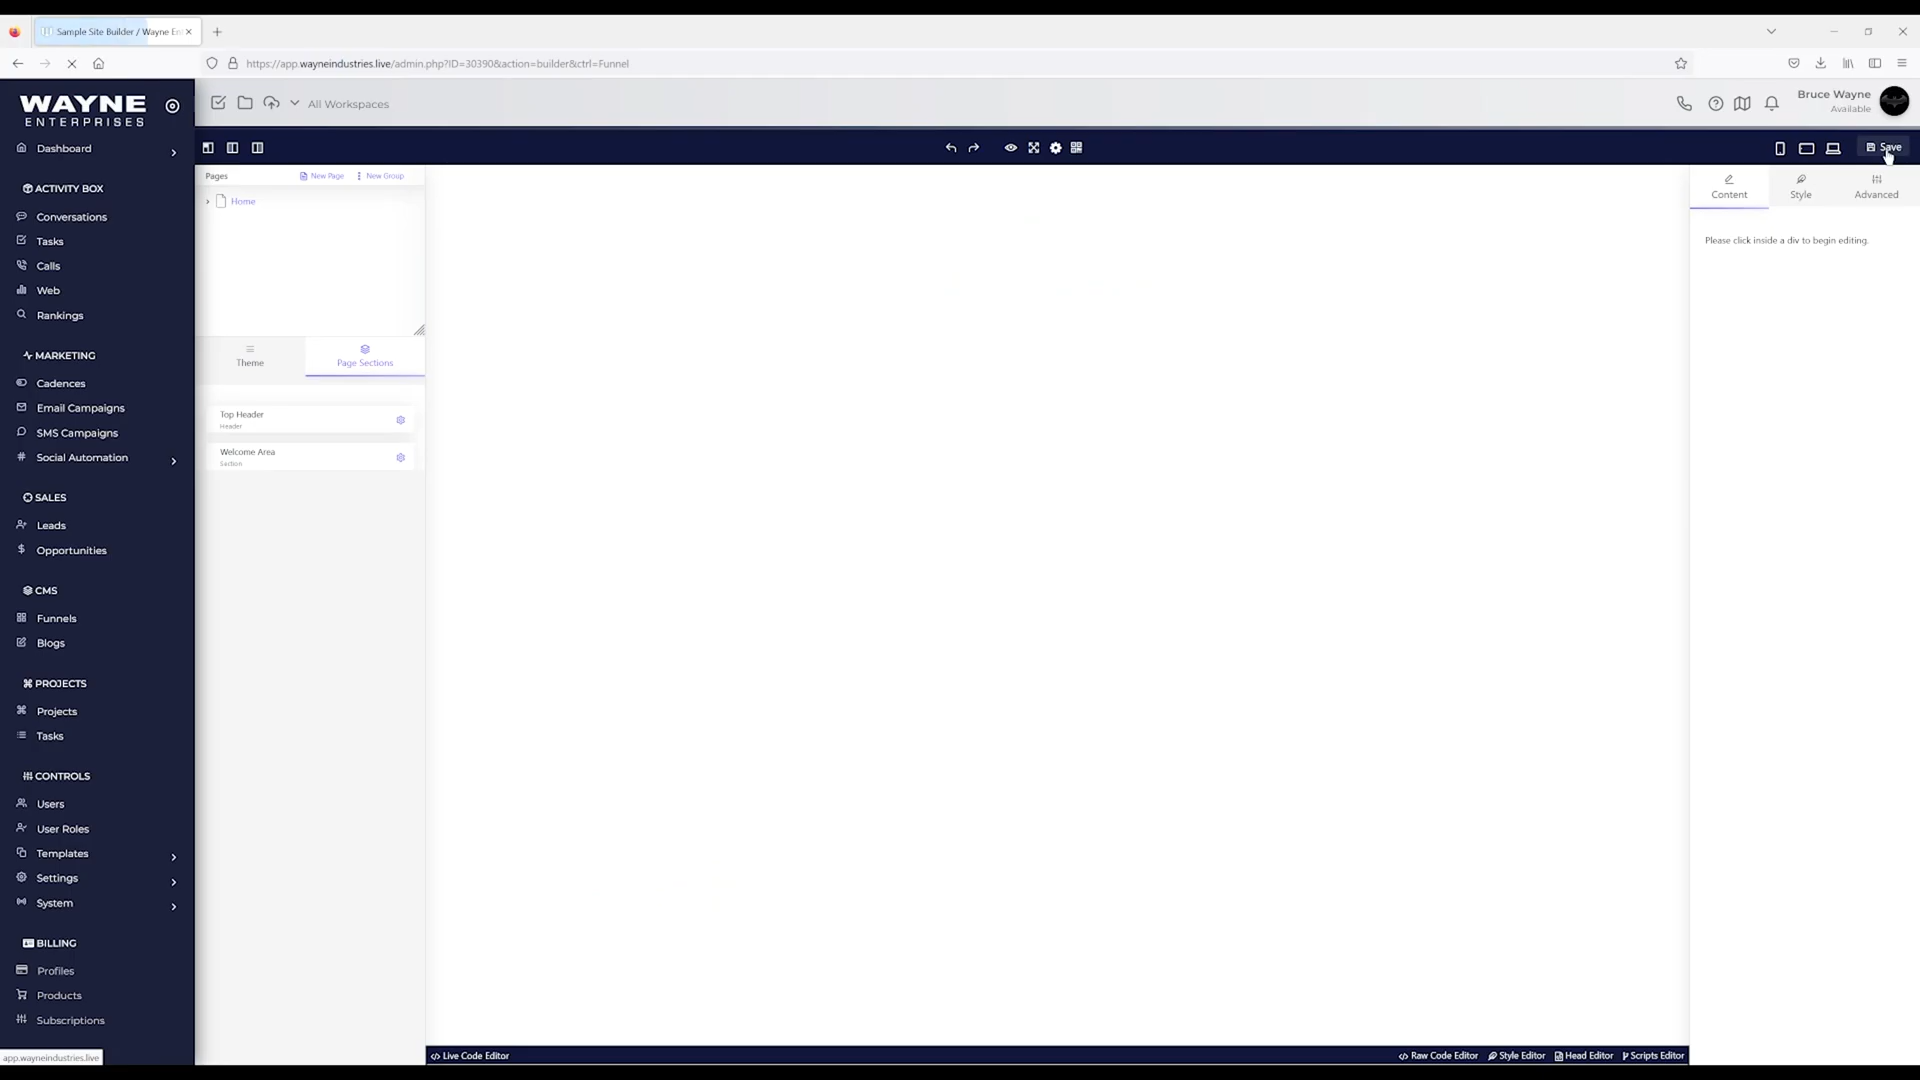 Sample Site Builder / Wayne En
https://app.wayneindustries.live/admin.php?ID=30390&action=builder&ctrl=Funnel
WAYNE
ENTERPRISES
All Workspaces
Bruce Wayne
Available
Dashboard
Save
Pages
New Page
New Group
Home
Content
Style
Advanced
Please click inside a div to begin editing.
ACTIVITY BOX
Conversations
Tasks
Calls
Web
Rankings
MARKETING
Cadences
Email Campaigns
SMS Campaigns
Social Automation
Theme
Page Sections
Top Header
Header
Welcome Area
Section
SALES
Leads
Opportunities
CMS
Funnels
Blogs
PROJECTS
Projects
Tasks
CONTROLS
Users
User Roles
Templates
Settings
System
BILLING
Profiles
Products
Subscriptions
app.wayneindustries.live
</> Live Code Editor
</> Raw Code Editor
Style Editor
Head Editor
Scripts Editor